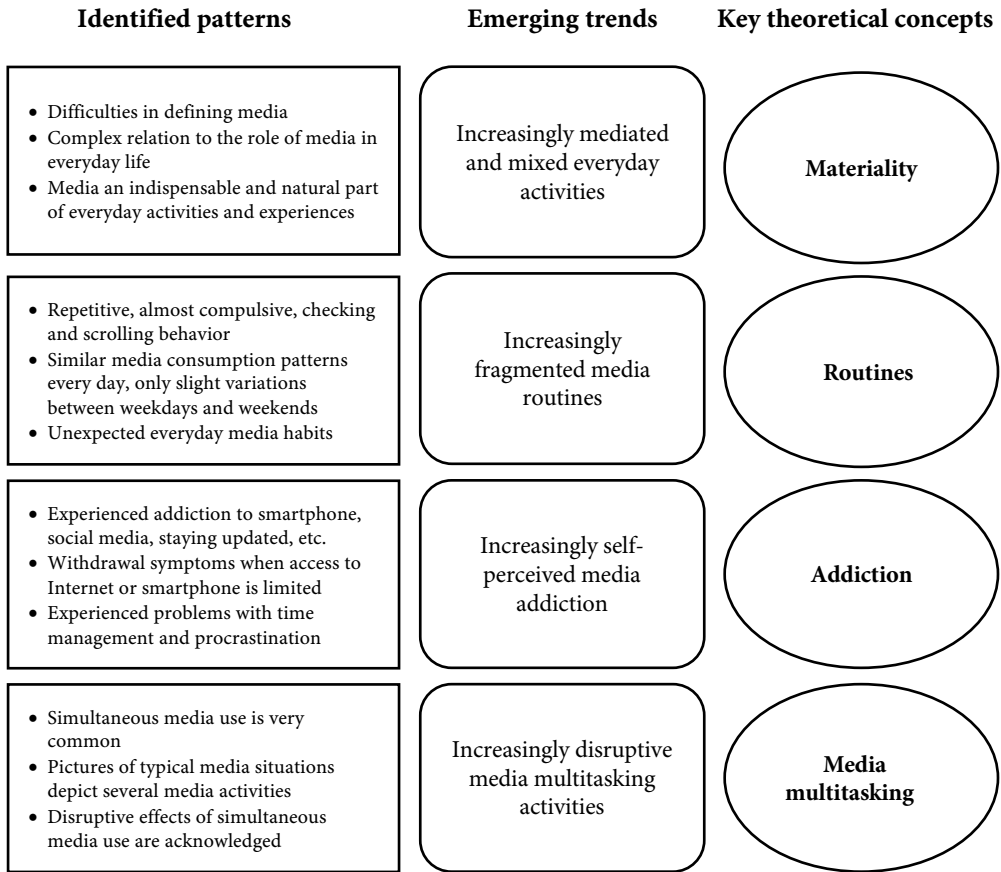 Identified patterns
Emerging trends
Key theoretical concepts
• Difficulties in defining media
• Complex relation to the role of media in
everyday life
• Media an indispensable and natural part
of everyday activities and experiences
Increasingly mediated
and mixed everyday
activities
Materiality
• Repetitive, almost compulsive, checking
and scrolling behavior
• Similar media consumption patterns
every day, only slight variations
between weekdays and weekends
• Unexpected everyday media habits
Increasingly
fragmented media
routines
Routines
• Experienced addiction to smartphone,
social media, staying updated, etc.
• Withdrawal symptoms when access to
Internet or smartphone is limited
• Experienced problems with time
management and procrastination
Increasingly self-
perceived media
addiction
Addiction
• Simultaneous media use is very
common
• Pictures of typical media situations
depict several media activities
• Disruptive effects of simultaneous
media use are acknowledged
Increasingly disruptive
media multitasking
activities
Media
multitasking